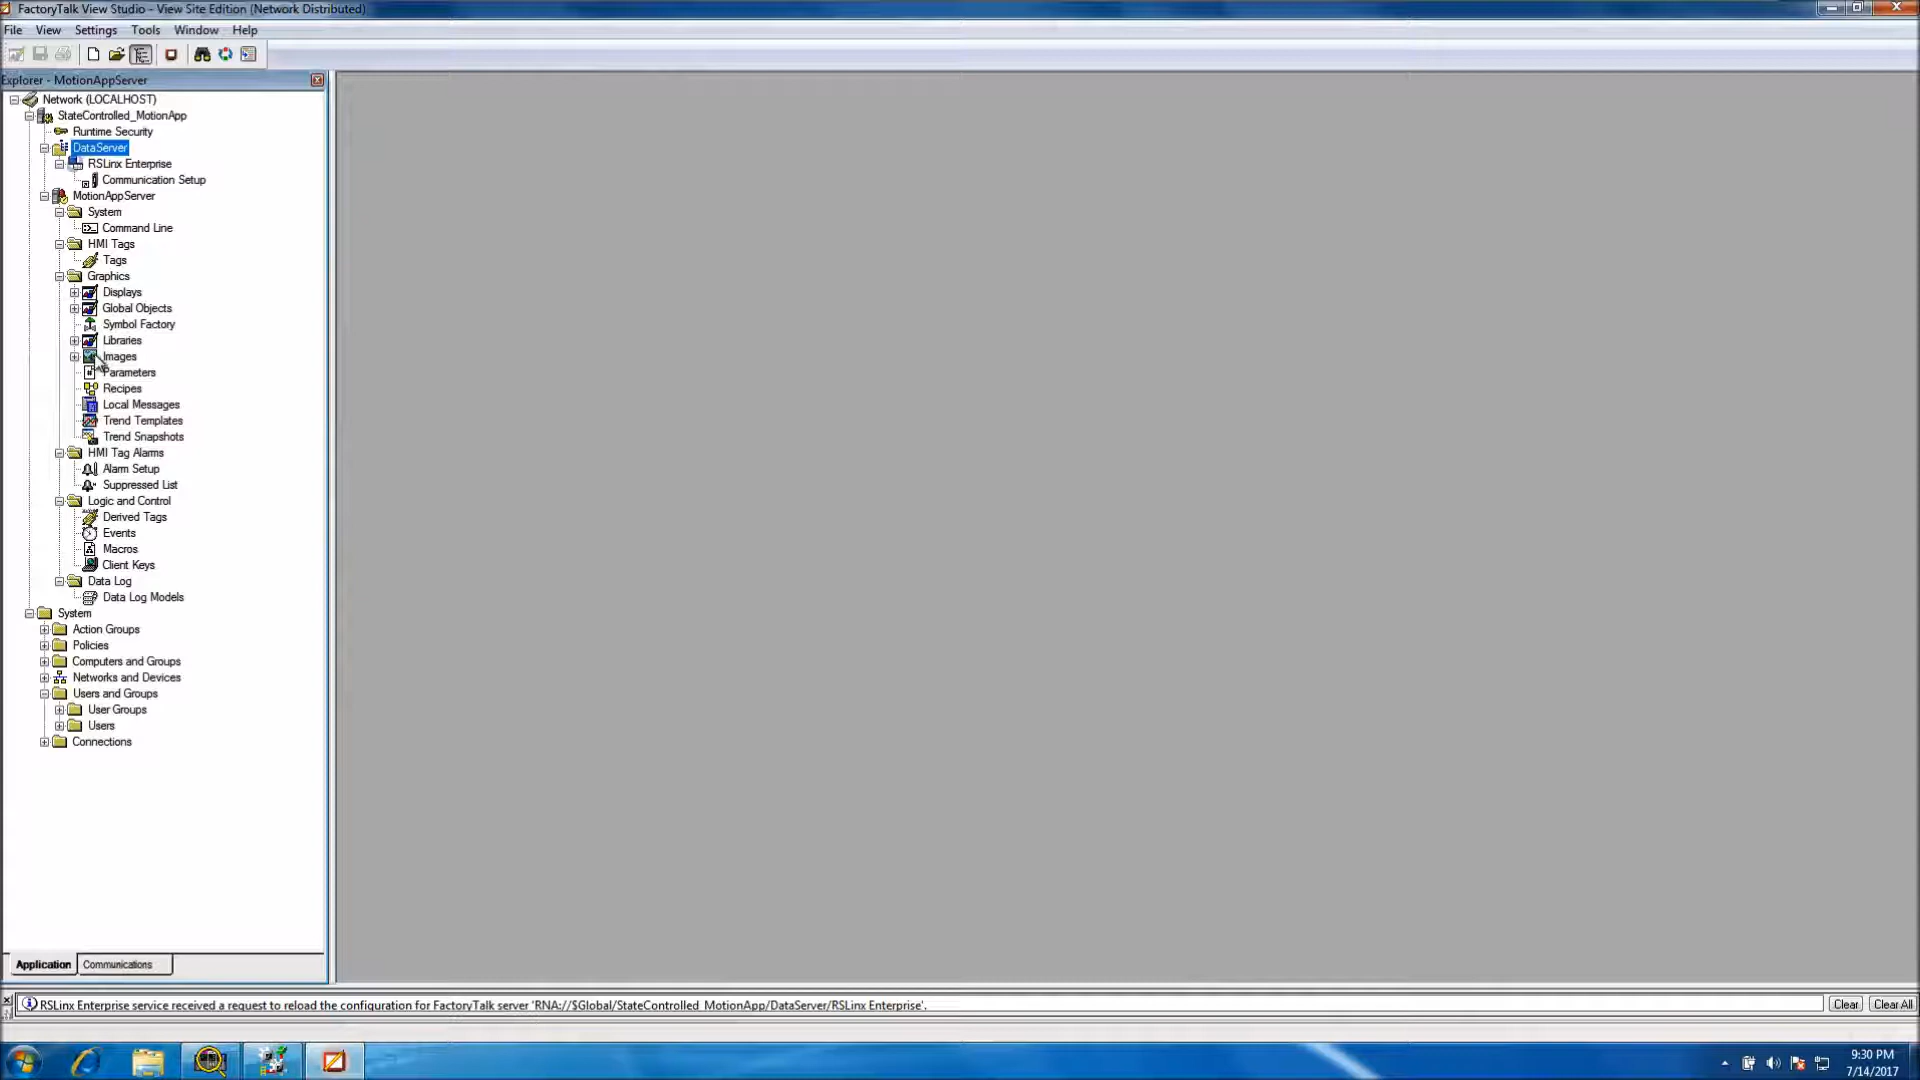 FactoryTalk View Studio - View Site Edition (Network Distributed)
File View Settings Tools Window Help
Explorer - MotionAppServer
Network (LOCALHOST)
StateControlled_MotionApp
Runtime Security
DataServer
RSLinx Enterprise
Communication Setup
MotionAppServer
System
Command Line
HMI Tags
Tags
Graphics
Displays
Global Objects
Symbol Factory
Libraries
Images
Parameters
Recipes
Local Messages
Trend Templates
Trend Snapshots
HMI Tag Alarms
Alarm Setup
Suppressed List
Logic and Control
Derived Tags
Events
Macros
Client Keys
Data Log
Data Log Models
System
Action Groups
Policies
Computers and Groups
Networks and Devices
Users and Groups
User Groups
Users
Connections
Application Communications
RSLinx Enterprise service received a request to reload the configuration for FactoryTalk server 'RNA://$Global/StateControlled_MotionApp/DataServer/RSLinx Enterprise'.
Clear Clear All
9:30 PM
7/14/2017